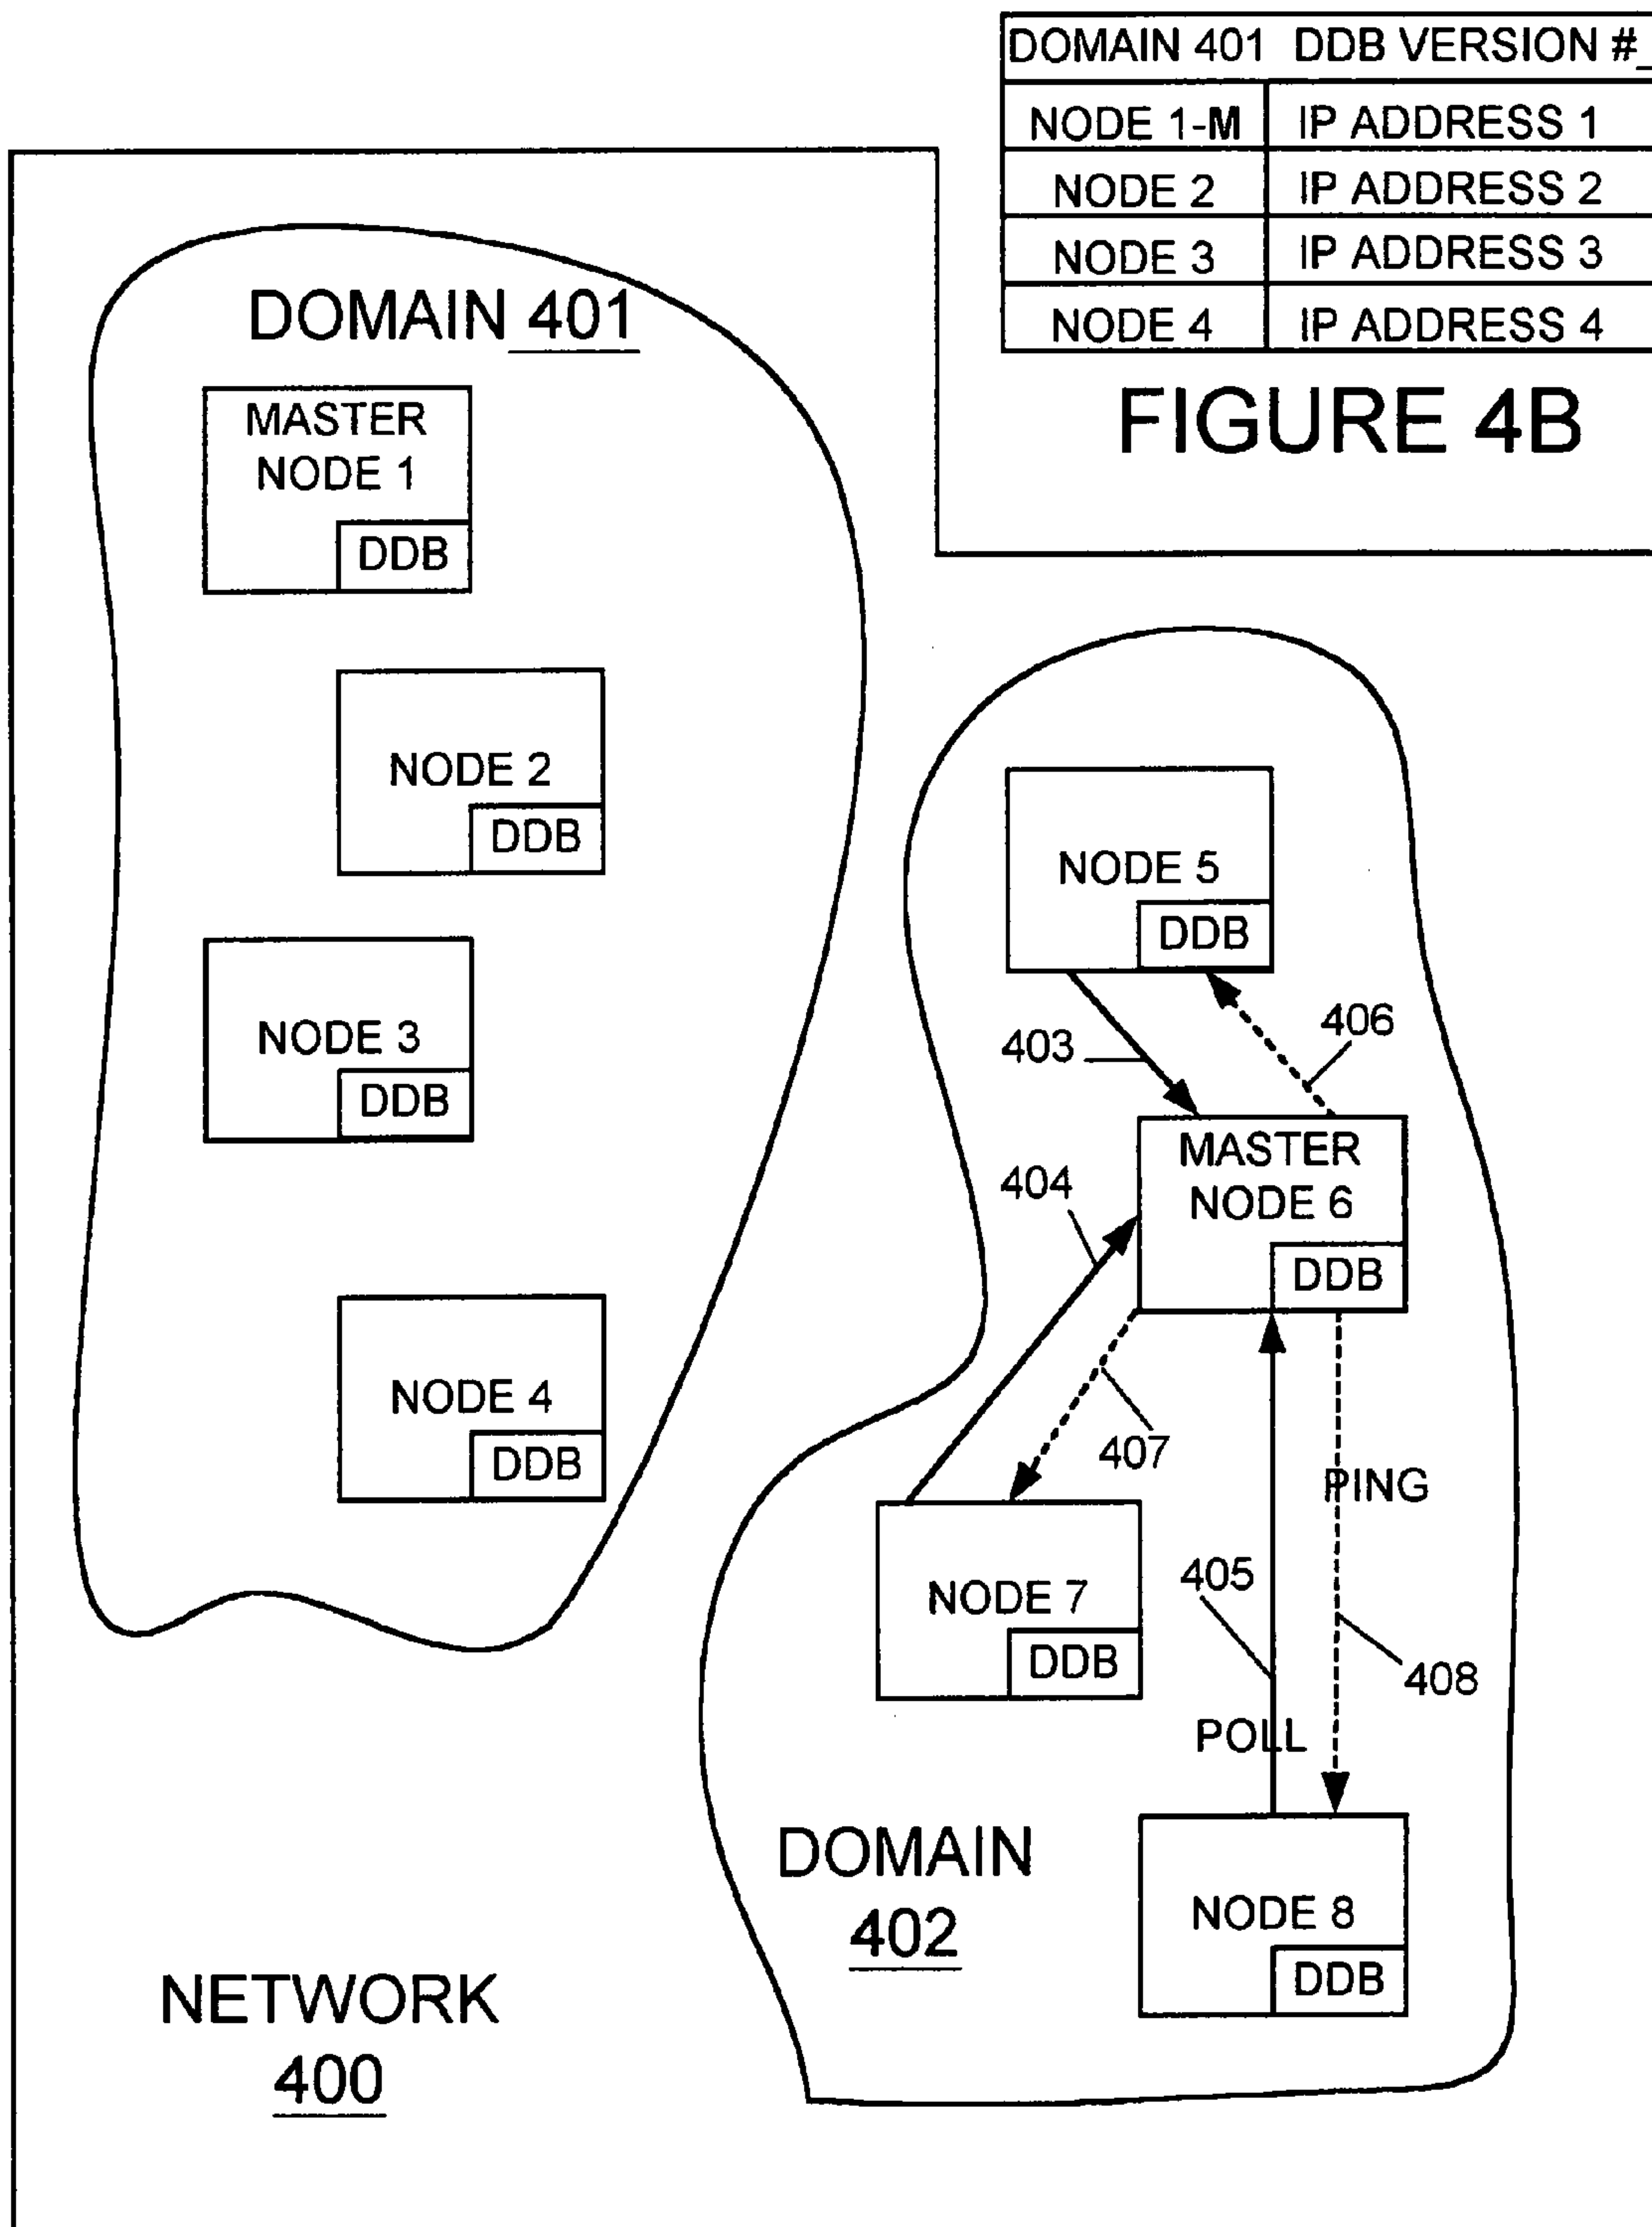 DOMAIN 401 DDB VERSION #_
NODE 1-M IP ADDRESS 1
NODE 2 IP ADDRESS 2
NODE 3 IP ADDRESS 3
NODE 4 IP ADDRESS 4
FIGURE 4B
DOMAIN 401
MASTER
NODE 1
DDB
NODE 2
DDB
NODE 3
DDB
NODE 4
DDB
NODE 5
DDB
403
406
MASTER
NODE 6
DDB
404
407
PING
NODE 7
DDB
405
408
POLL
NODE 8
DDB
DOMAIN
402
NETWORK
400